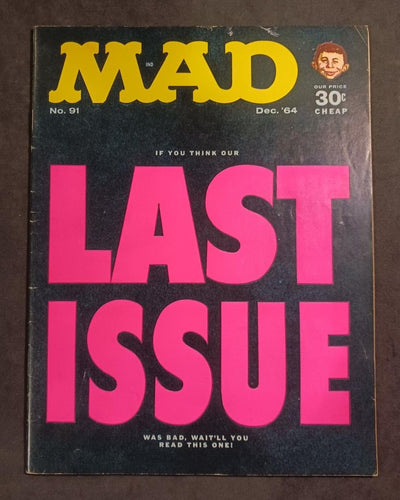 MAD
IND
No. 91
Dec. '64
OUR PRICE
30¢
CHEAP
IF YOU THINK OUR
LAST
ISSUE
WAS BAD, WAIT'LL YOU
READ THIS ONE!